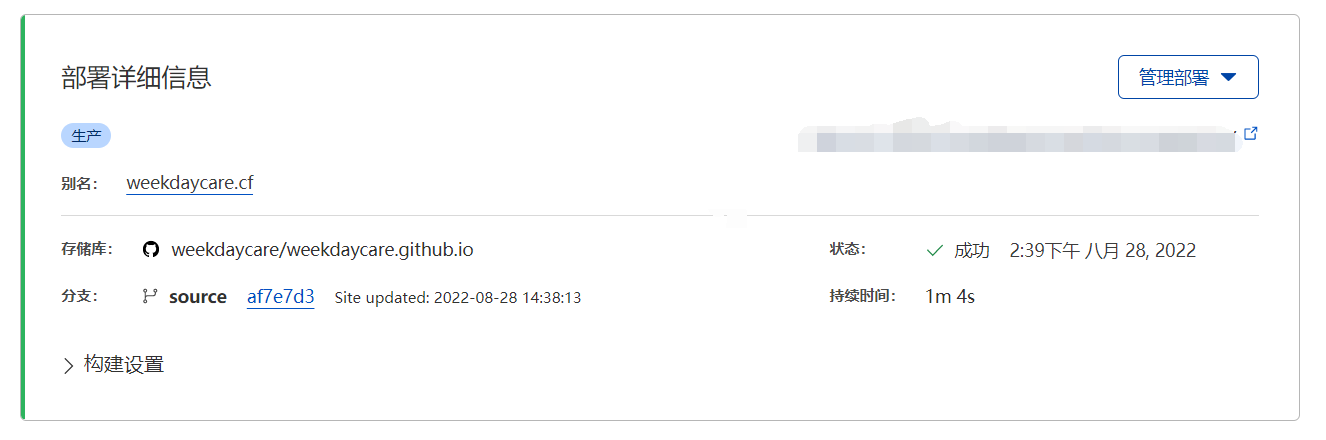 部署详细信息
管理部署
生产
别名： weekdaycare.cf
存储库： weekdaycare/weekdaycare.github.io
状态： 成功 2:39下午 八月 28, 2022
分支： source af7e7d3 Site updated: 2022-08-28 14:38:13
持续时间： 1m 4s
构建设置